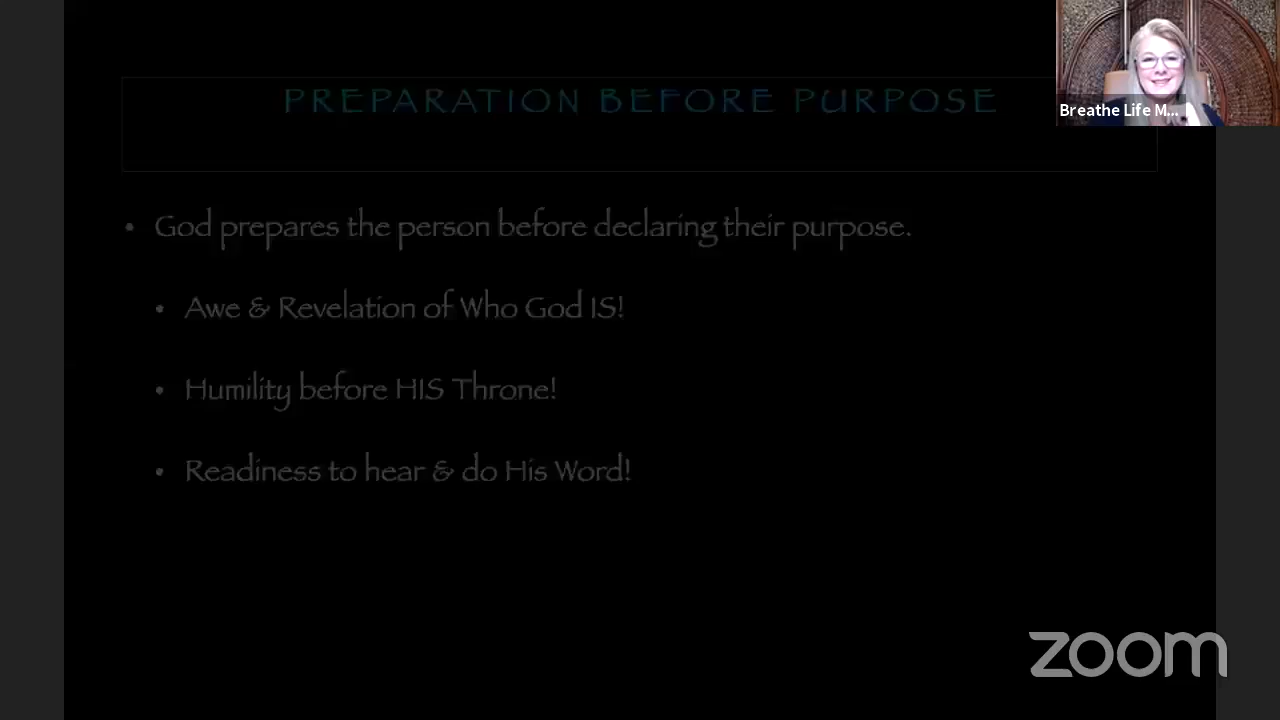 PREPARATION BEFORE PURPOSE
Breathe Life M...
• God prepares the person before declaring their purpose.
• Awe & Revelation of Who God IS!
• Humility before HIS Throne!
• Readiness to hear & do His Word!
zoom